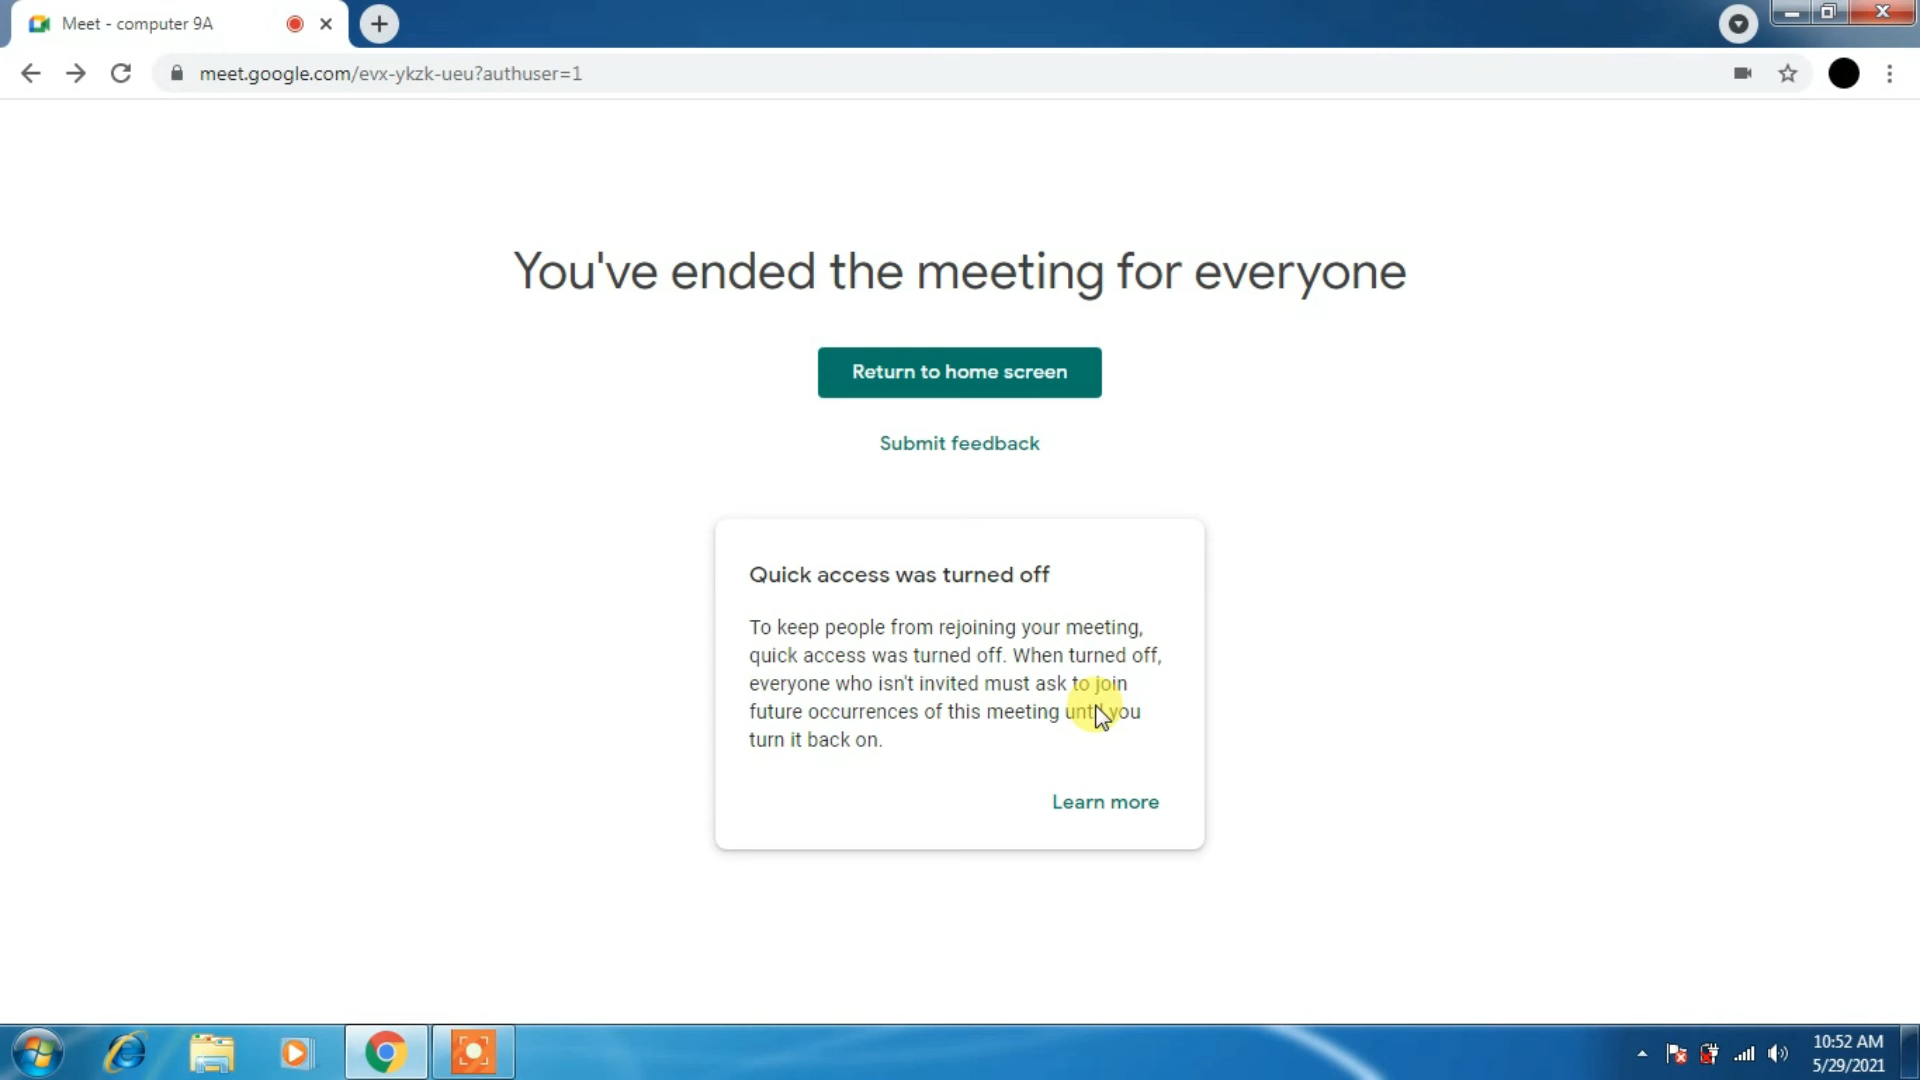 Meet - computer 9A
meet.google.com/evx-ykzk-ueu?authuser=1
You've ended the meeting for everyone
Return to home screen
Submit feedback
Quick access was turned off
To keep people from rejoining your meeting,
quick access was turned off. When turned off,
everyone who isn't invited must ask to join
future occurrences of this meeting until you
turn it back on.
Learn more
10:52 AM
5/29/2021